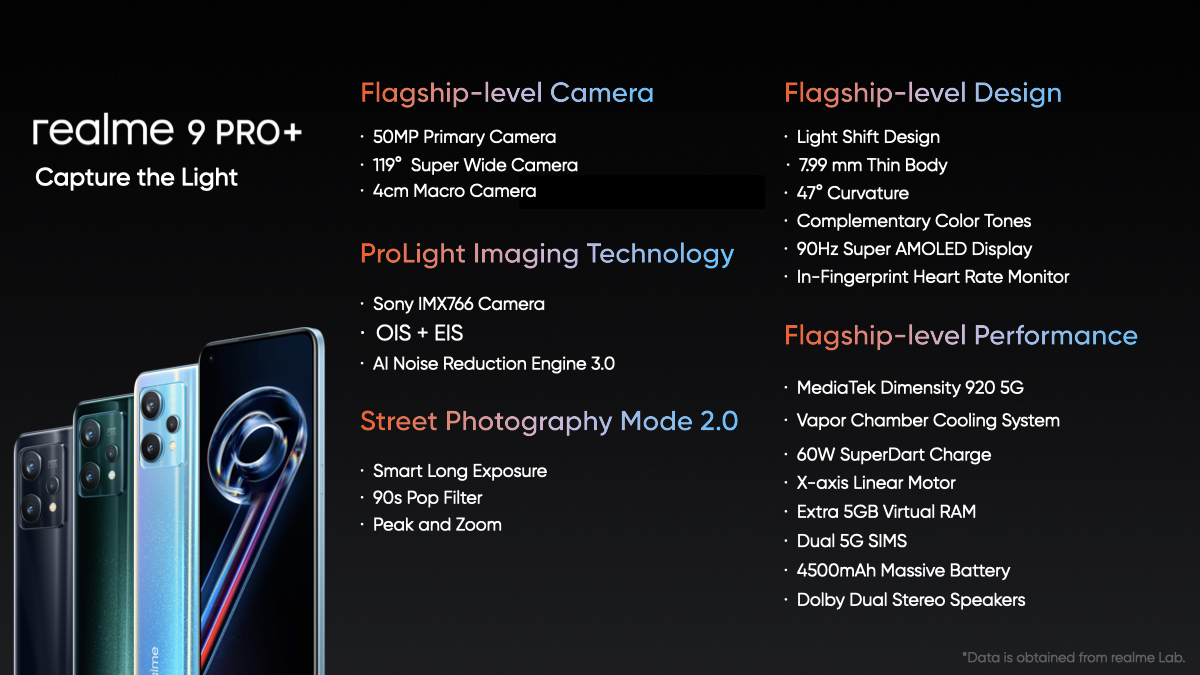 realme 9 PRO+
Capture the Light
Flagship-level Camera
· 50MP Primary Camera
· 119° Super Wide Camera
· 4cm Macro Camera
ProLight Imaging Technology
· Sony IMX766 Camera
· OIS + EIS
· AI Noise Reduction Engine 3.0
Street Photography Mode 2.0
· Smart Long Exposure
· 90s Pop Filter
· Peak and Zoom
Flagship-level Design
· Light Shift Design
· 7.99 mm Thin Body
· 47° Curvature
· Complementary Color Tones
· 90Hz Super AMOLED Display
· In-Fingerprint Heart Rate Monitor
Flagship-level Performance
· MediaTek Dimensity 920 5G
· Vapor Chamber Cooling System
· 60W SuperDart Charge
· X-axis Linear Motor
· Extra 5GB Virtual RAM
· Dual 5G SIMS
· 4500mAh Massive Battery
· Dolby Dual Stereo Speakers
*Data is obtained from realme Lab.